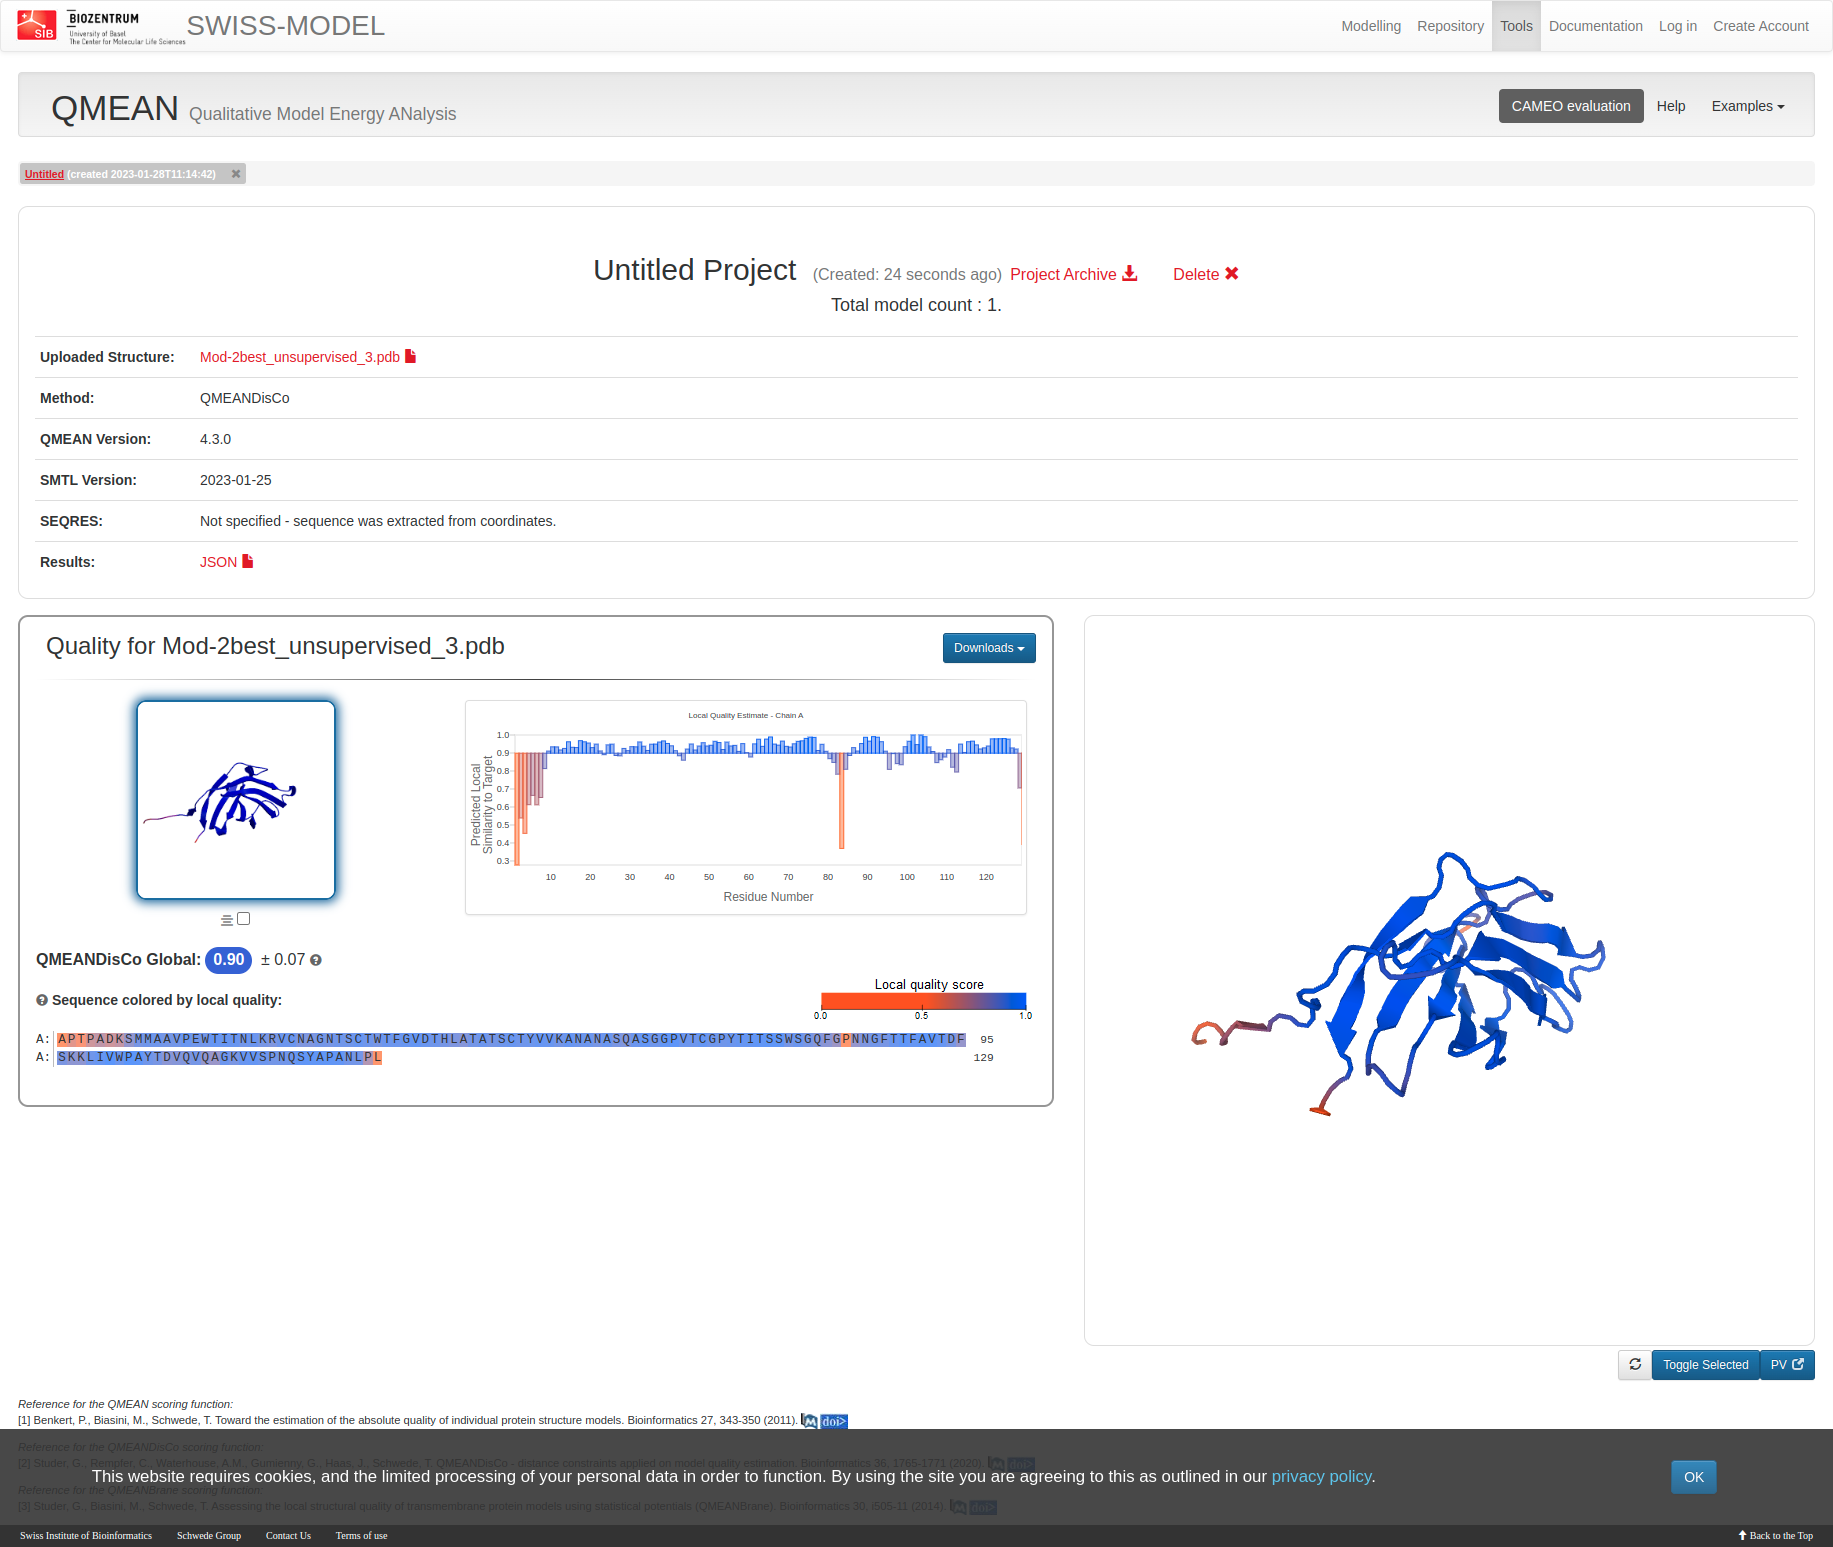 SIB
BIOZENTRUM
University of Basel
The Center for Molecular Life Sciences
SWISS-MODEL
Modelling Repository Tools Documentation Log in Create Account
QMEAN Qualitative Model Energy ANalysis
CAMEO evaluation Help Examples
Untitled (created 2023-01-28T11:14:42)
Untitled Project (Created: 24 seconds ago) Project Archive Delete
Total model count : 1.
Uploaded Structure: Mod-2best_unsupervised_3.pdb
Method: QMEANDisCo
QMEAN Version: 4.3.0
SMTL Version: 2023-01-25
SEQRES: Not specified - sequence was extracted from coordinates.
Results: JSON
Quality for Mod-2best_unsupervised_3.pdb
Downloads
Local Quality Estimate - Chain A
Predicted Local
Similarity to Target
1.0
0.9
0.8
0.7
0.6
0.5
0.4
0.3
10 20 30 40 50 60 70 80 90 100 110 120
Residue Number
QMEANDisCo Global: 0.90 ± 0.07
Sequence colored by local quality:
Local quality score
0.0 0.5 1.0
A: APTPADKSMMAAVPEWTITNLKRVCNAGNTSCTWTFGVDTHLATATSCTYVVKANANASQASGGPVTCGPYTITSSWSGQFGPNNGFTTFAVTDF 95
A: SKKLIVWPAYTDVQVQAGKVVSPNQSYAPANLPL 129
Toggle Selected
PV
Reference for the QMEAN scoring function:
[1] Benkert, P., Biasini, M., Schwede, T. Toward the estimation of the absolute quality of individual protein structure models. Bioinformatics 27, 343-350 (2011). M doi>
Reference for the QMEANDisCo scoring function:
[2] Studer, G., Rempfer, C., Waterhouse, A.M., Gumienny, G., Haas, J., Schwede, T. QMEANDisCo - distance constraints applied on model quality estimation. Bioinformatics 36, 1765-1771 (2020). M doi>
This website requires cookies, and the limited processing of your personal data in order to function. By using the site you are agreeing to this as outlined in our privacy policy.
OK
Reference for the QMEANBrane scoring function:
[3] Studer, G., Biasini, M., Schwede, T. Assessing the local structural quality of transmembrane protein models using statistical potentials (QMEANBrane). Bioinformatics 30, i505-11 (2014). M doi>
Swiss Institute of Bioinformatics Schwede Group Contact Us Terms of use
Back to the Top